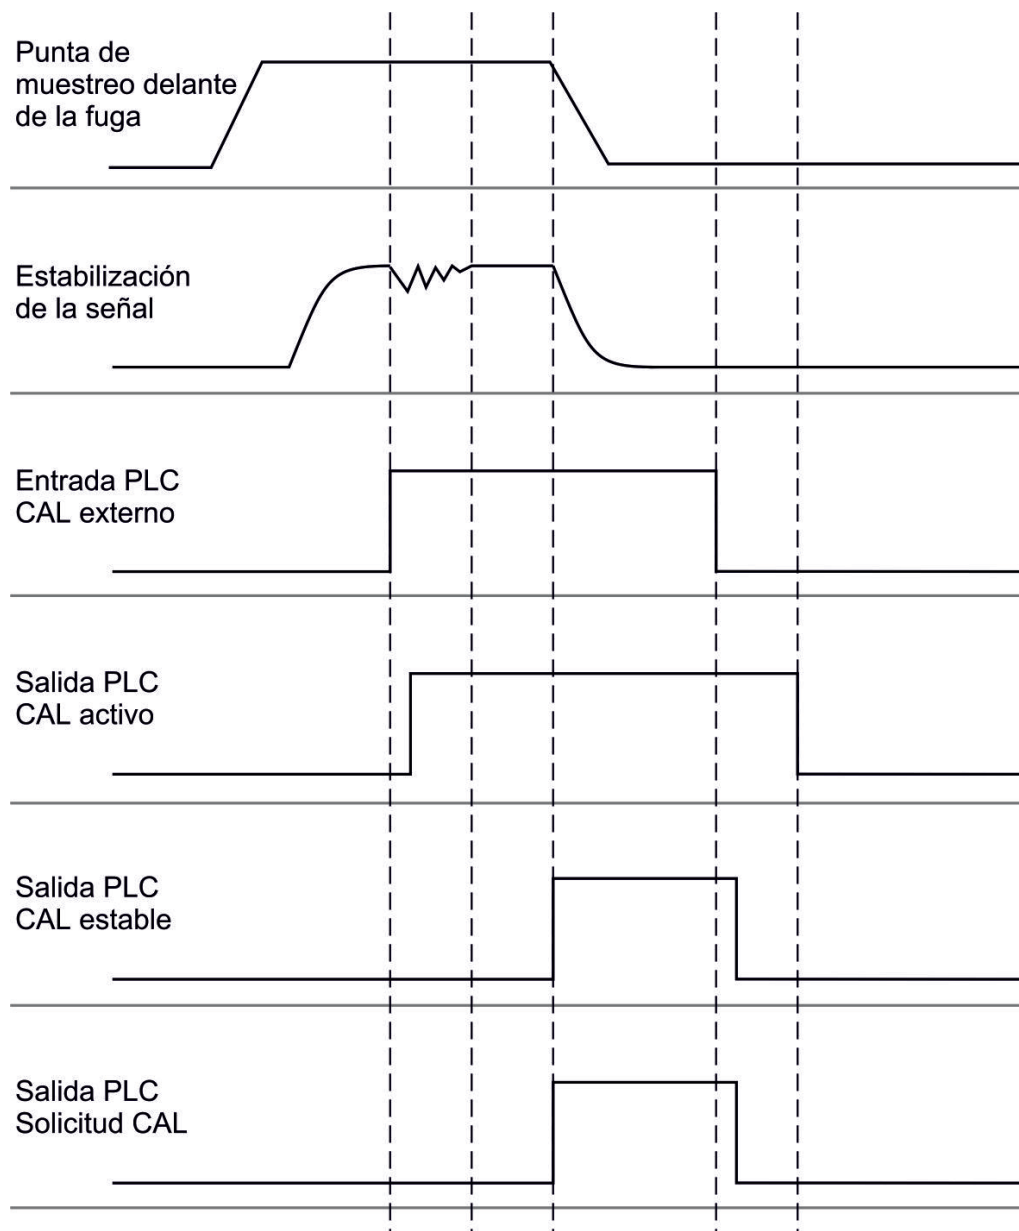 Punta de
muestreo delante
de la fuga
Estabilización
de la señal
Entrada PLC
CAL externo
Salida PLC
CAL activo
Salida PLC
CAL estable
Salida PLC
Solicitud CAL